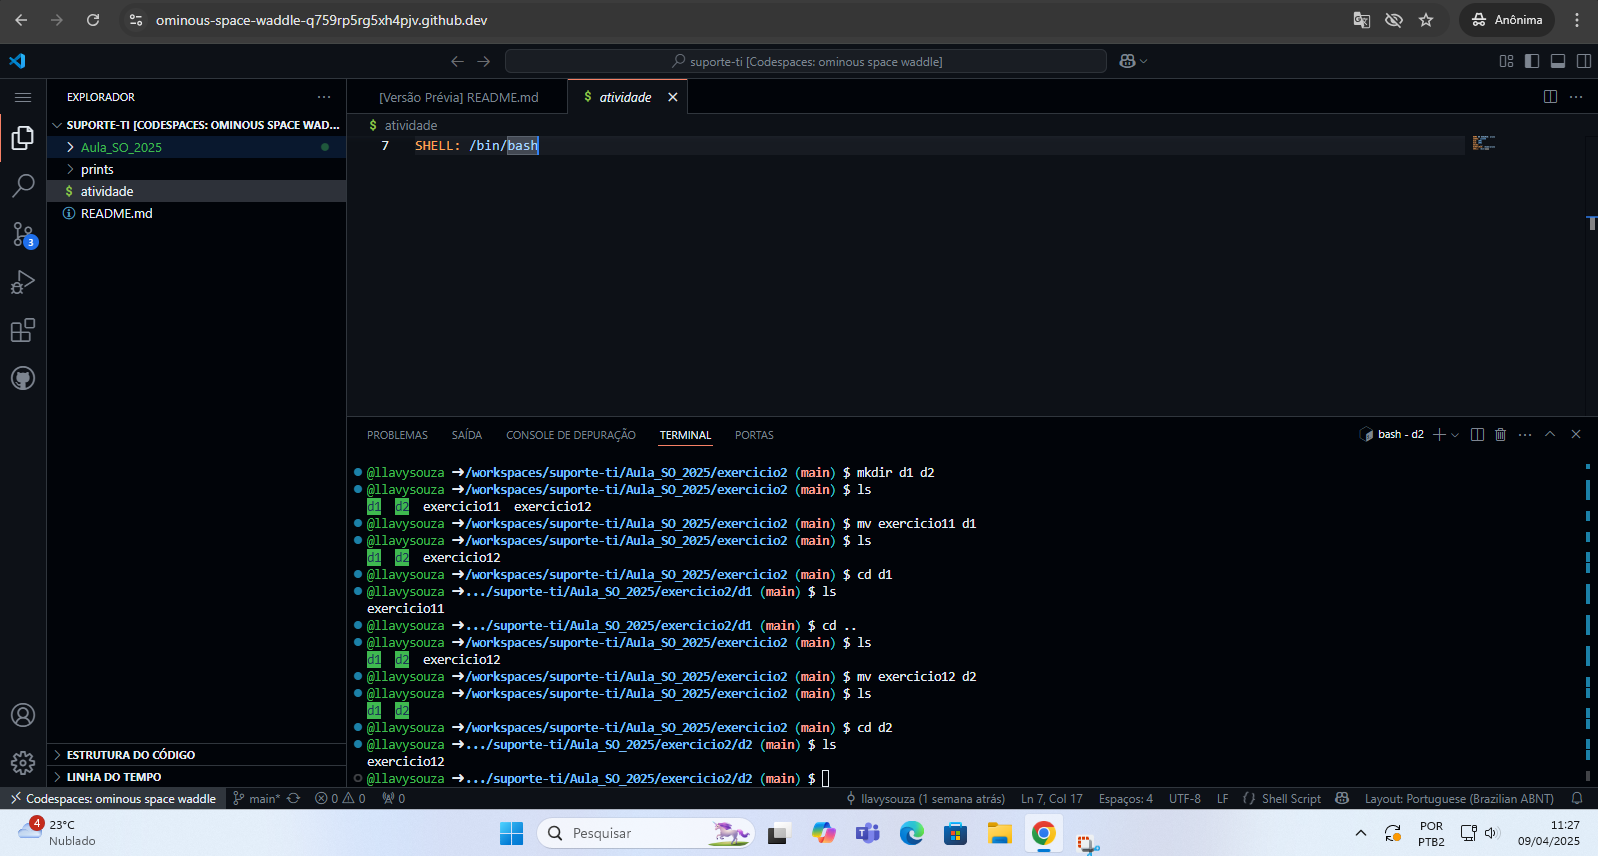 ominous-space-waddle-q759rp5rg5xh4pjv.github.dev
Anônima
suporte-ti [Codespaces: ominous space waddle]
EXPLORADOR
SUPORTE-TI [CODESPACES: OMINOUS SPACE WAD...
Aula_SO_2025
prints
$ atividade
README.md
3
ESTRUTURA DO CÓDIGO
LINHA DO TEMPO
[Versão Prévia] README.md
$ atividade
$ atividade
7 SHELL: /bin/bash
PROBLEMAS SAÍDA CONSOLE DE DEPURAÇÃO TERMINAL PORTAS
bash - d2
@llavysouza ➜/workspaces/suporte-ti/Aula_SO_2025/exercicio2 (main) $ mkdir d1 d2
@llavysouza ➜/workspaces/suporte-ti/Aula_SO_2025/exercicio2 (main) $ ls
d1 d2 exercicio11 exercicio12
@llavysouza ➜/workspaces/suporte-ti/Aula_SO_2025/exercicio2 (main) $ mv exercicio11 d1
@llavysouza ➜/workspaces/suporte-ti/Aula_SO_2025/exercicio2 (main) $ ls
d1 d2 exercicio12
@llavysouza ➜/workspaces/suporte-ti/Aula_SO_2025/exercicio2 (main) $ cd d1
@llavysouza ➜.../suporte-ti/Aula_SO_2025/exercicio2/d1 (main) $ ls
exercicio11
@llavysouza ➜.../suporte-ti/Aula_SO_2025/exercicio2/d1 (main) $ cd ..
@llavysouza ➜/workspaces/suporte-ti/Aula_SO_2025/exercicio2 (main) $ ls
d1 d2 exercicio12
@llavysouza ➜/workspaces/suporte-ti/Aula_SO_2025/exercicio2 (main) $ mv exercicio12 d2
@llavysouza ➜/workspaces/suporte-ti/Aula_SO_2025/exercicio2 (main) $ ls
d1 d2
@llavysouza ➜/workspaces/suporte-ti/Aula_SO_2025/exercicio2 (main) $ cd d2
@llavysouza ➜.../suporte-ti/Aula_SO_2025/exercicio2/d2 (main) $ ls
exercicio12
@llavysouza ➜.../suporte-ti/Aula_SO_2025/exercicio2/d2 (main) $
Codespaces: ominous space waddle main* 0 0 0 llavysouza (1 semana atrás) Ln 7, Col 17 Espaços: 4 UTF-8 LF Shell Script Layout: Portuguese (Brazilian ABNT)
4
23°C
Nublado
Pesquisar
POR
PTB2
11:27
09/04/2025